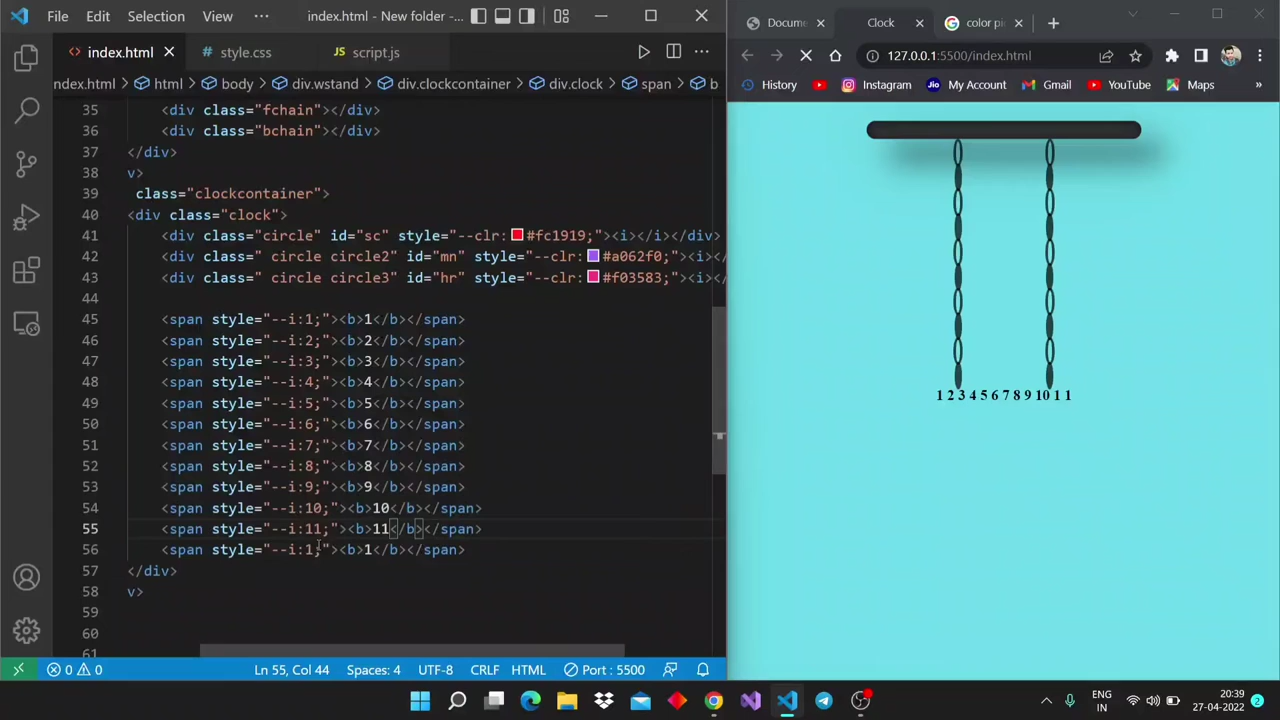 File Edit Selection View ··· index.html - New folder -...
index.html style.css JS script.js
index.html > html > body > div.wstand > div.clockcontainer > div.clock > span > b
35 <div class="fchain"></div>
36 <div class="bchain"></div>
37 </div>
38 v>
39 class="clockcontainer">
40 <div class="clock">
41 <div class="circle" id="sc" style="--clr:#fc1919;"><i></i></div>
42 <div class=" circle circle2" id="mn" style="--clr:#a062f0;"><i></
43 <div class=" circle circle3" id="hr" style="--clr:#f03583;"><i></
44
45 <span style="--i:1;"><b>1</b></span>
46 <span style="--i:2;"><b>2</b></span>
47 <span style="--i:3;"><b>3</b></span>
48 <span style="--i:4;"><b>4</b></span>
49 <span style="--i:5;"><b>5</b></span>
50 <span style="--i:6;"><b>6</b></span>
51 <span style="--i:7;"><b>7</b></span>
52 <span style="--i:8;"><b>8</b></span>
53 <span style="--i:9;"><b>9</b></span>
54 <span style="--i:10;"><b>10</b></span>
55 <span style="--i:11;"><b>11</b></span>
56 <span style="--i:1;"><b>1</b></span>
57 </div>
58 v>
59
60
61
0 0 Ln 55, Col 44 Spaces: 4 UTF-8 CRLF HTML Port : 5500
Docume Clock color pi
127.0.0.1:5500/index.html
History Instagram Jio My Account Gmail YouTube Maps »
1 2 3 4 5 6 7 8 9 10 1 1
ENG
IN
20:39
27-04-2022
2